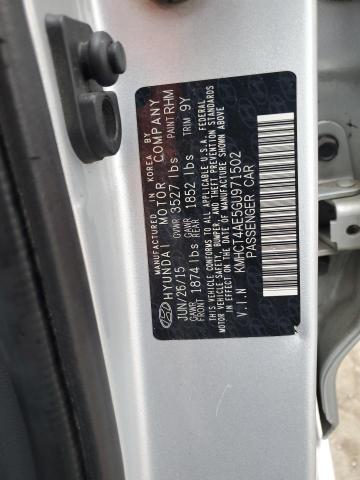 MANUFACTURED IN KOREA BY
HYUNDAI MOTOR COMPANY
JUN/26/15 GVWR 3527 lbs PAINT RHM
GAWR FRONT 1874 lbs GAWR REAR 1852 lbs TRIM 9Y
THIS VEHICLE CONFORMS TO ALL APPLICABLE U.S.A. FEDERAL
MOTOR VEHICLE SAFETY, BUMPER, AND THEFT PREVENTION STANDARDS
IN EFFECT ON THE DATE OF MANUFACTURE SHOWN ABOVE
V.I.N KMHCT4AE5GU971502
PASSENGER CAR